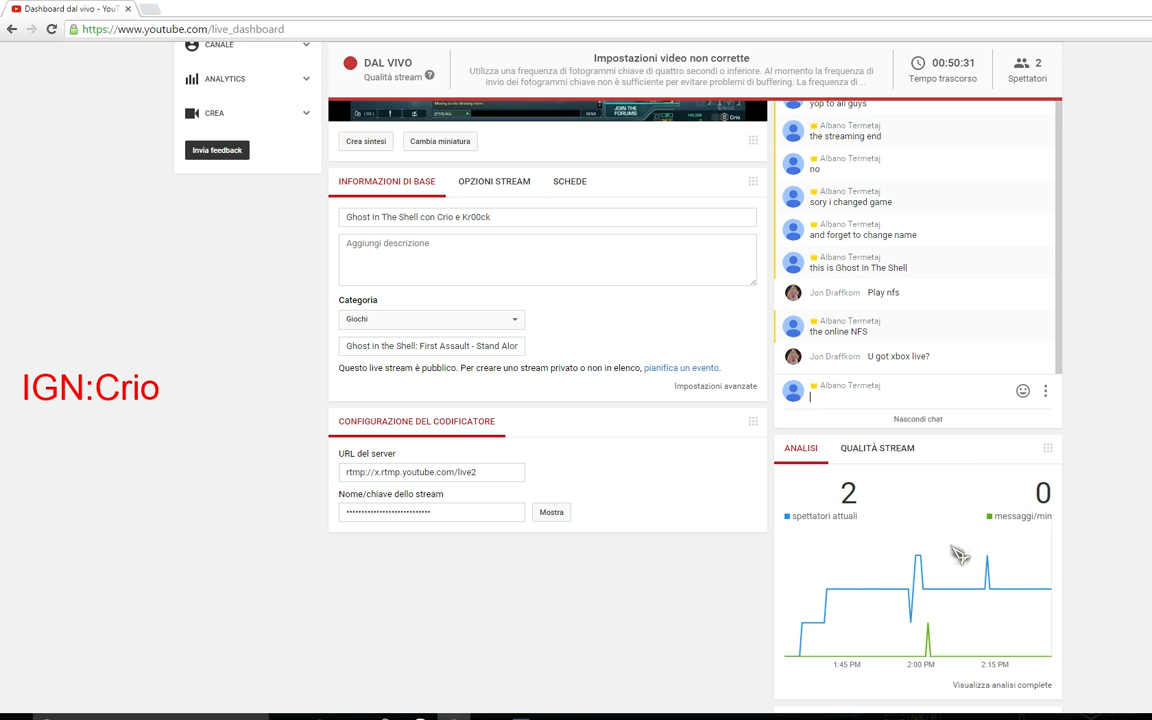 Dashboard dal vivo - YouT
https://www.youtube.com/live_dashboard
CANALE
ANALYTICS
CREA
Invia feedback
DAL VIVO
Qualità stream
Impostazioni video non corrette
Utilizza una frequenza di fotogrammi chiave di quattro secondi o inferiore. Al momento la frequenza di
invio dei fotogrammi chiave non è sufficiente per evitare problemi di buffering. La frequenza di...
00:50:31
Tempo trascorso
2
Spettatori
JOIN THE
FORUMS
Crio
Crea sintesi
Cambia miniatura
INFORMAZIONI DI BASE
OPZIONI STREAM
SCHEDE
Ghost In The Shell con Crio e Kr00ck
Aggiungi descrizione
Categoria
Giochi
Ghost in the Shell: First Assault - Stand Alor
Questo live stream è pubblico. Per creare uno stream privato o non in elenco, pianifica un evento.
Impostazioni avanzate
CONFIGURAZIONE DEL CODIFICATORE
URL del server
rtmp://x.rtmp.youtube.com/live2
Nome/chiave dello stream
Mostra
IGN:Crio
yop to all guys
Albano Termetaj
the streaming end
Albano Termetaj
no
Albano Termetaj
sory i changed game
Albano Termetaj
and forget to change name
Albano Termetaj
this is Ghost In The Shell
Jon Draffkorn Play nfs
Albano Termetaj
the online NFS
Jon Draffkorn U got xbox live?
Albano Termetaj
Nascondi chat
ANALISI
QUALITÀ STREAM
2
spettatori attuali
0
messaggi/min
1:45 PM
2:00 PM
2:15 PM
Visualizza analisi complete